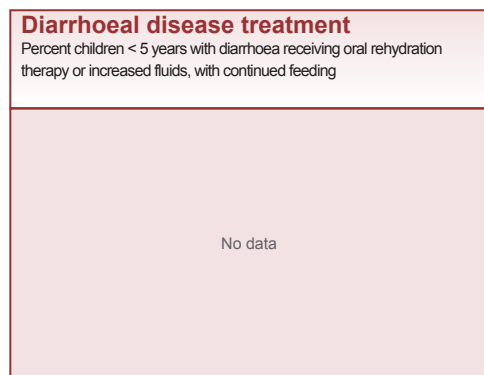 Diarrhoeal disease treatment
Percent children < 5 years with diarrhoea receiving oral rehydration
therapy or increased fluids, with continued feeding
No data